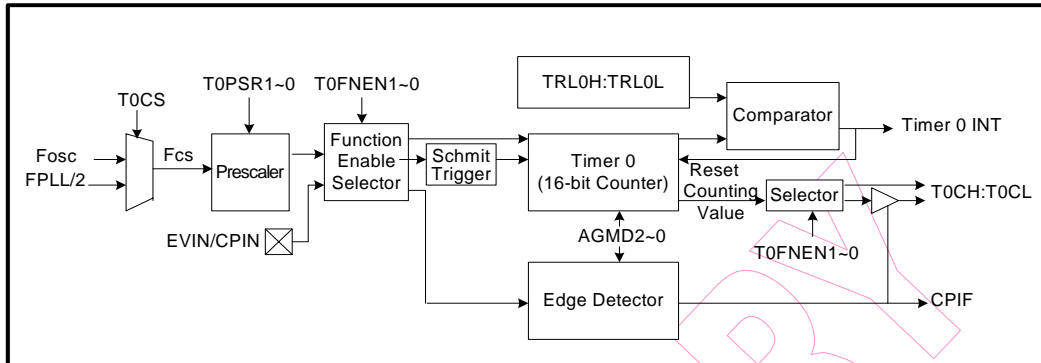 TRL0H:TRL0L
T0PSR1~0
T0FNEN1~0
T0CS
Comparator
Timer 0 INT
Fosc
FPLL/2
Fcs
Prescaler
Function
Enable
Selector
Schmit
Trigger
Timer 0
(16-bit Counter)
Reset
Counting
Value
Selector
T0CH:T0CL
EVIN/CPIN
AGMD2~0
T0FNEN1~0
Edge Detector
CPIF